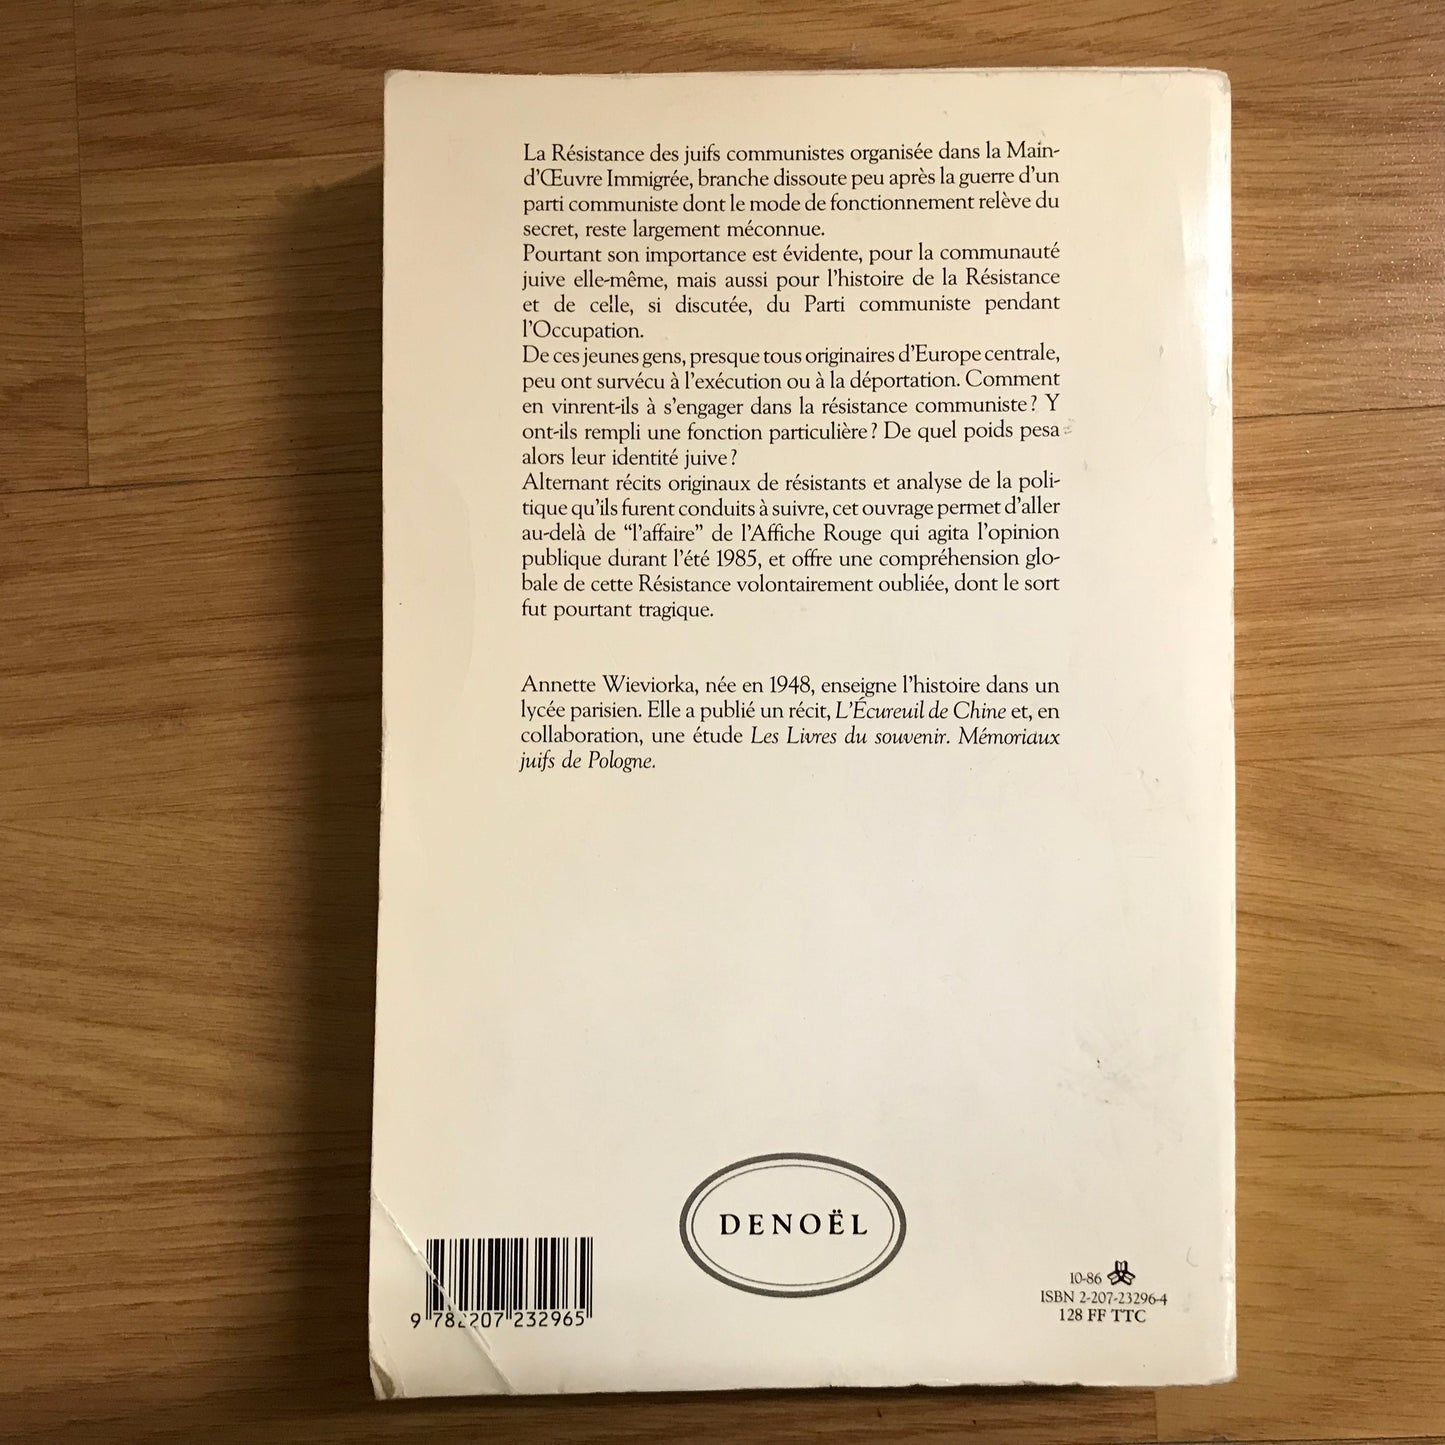 La Résistance des juifs communistes organisée dans la Main-
d'Œuvre Immigrée, branche dissoute peu après la guerre d'un
parti communiste dont le mode de fonctionnement relève du
secret, reste largement méconnue.
Pourtant son importance est évidente, pour la communauté
juive elle-même, mais aussi pour l'histoire de la Résistance
et de celle, si discutée, du Parti communiste pendant
l'Occupation.
De ces jeunes gens, presque tous originaires d'Europe centrale,
peu ont survécu à l'exécution ou à la déportation. Comment
en vinrent-ils à s'engager dans la résistance communiste ? Y
ont-ils rempli une fonction particulière ? De quel poids pesa
alors leur identité juive ?
Alternant récits originaux de résistants et analyse de la poli-
tique qu'ils furent conduits à suivre, cet ouvrage permet d'aller
au-delà de “l'affaire” de l'Affiche Rouge qui agita l'opinion
publique durant l'été 1985, et offre une compréhension glo-
bale de cette Résistance volontairement oubliée, dont le sort
fut pourtant tragique.
Annette Wieviorka, née en 1948, enseigne l'histoire dans un
lycée parisien. Elle a publié un récit, L'Écureuil de Chine et, en
collaboration, une étude Les Livres du souvenir. Mémoriaux
juifs de Pologne.
DENOËL
9 782207 232965
10-86
ISBN 2-207-23296-4
128 FF TTC